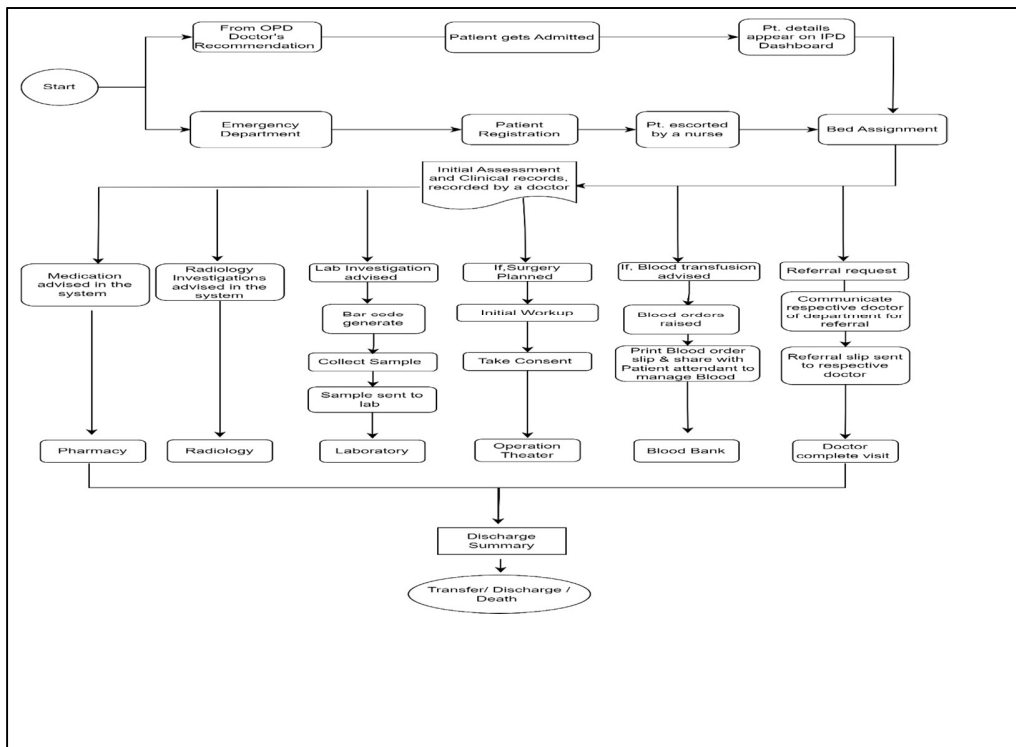 From OPD
Doctor's
Recommendation
Patient gets Admitted
Pt. details
appear on IPD
Dashboard
Start
Emergency
Department
Patient
Registration
Pt. escorted
by a nurse
Bed Assignment
Initial Assessment
and Clinical records,
recorded by a doctor
Medication
advised in the
system
Radiology
Investigations
advised in the
system
Lab Investigation
advised
If,Surgery
Planned
If, Blood transfusion
advised
Referral request
Bar code
generate
Initial Workup
Blood orders
raised
Communicate
respective doctor
of department for
referral
Collect Sample
Take Consent
Print Blood order
slip & share with
Patient attendant to
manage Blood
Referral slip sent
to respective
doctor
Sample sent to
lab
Pharmacy
Radiology
Laboratory
Operation
Theater
Blood Bank
Doctor
complete visit
Discharge
Summary
Transfer/ Discharge /
Death